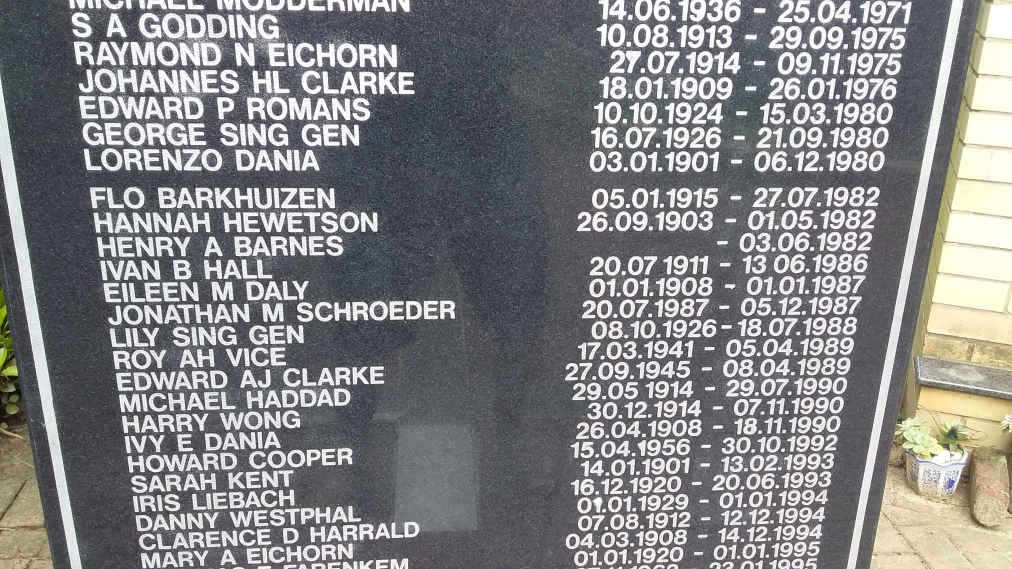 MICHAEL MODDERMAN 14.06.1936 - 25.04.1971
S A GODDING 10.08.1913 - 29.09.1975
RAYMOND N EICHORN 27.07.1914 - 09.11.1975
JOHANNES HL CLARKE 18.01.1909 - 26.01.1976
EDWARD P ROMANS 10.10.1924 - 15.03.1980
GEORGE SING GEN 16.07.1926 - 21.09.1980
LORENZO DANIA 03.01.1901 - 06.12.1980
FLO BARKHUIZEN 05.01.1915 - 27.07.1982
HANNAH HEWETSON 26.09.1903 - 01.05.1982
HENRY A BARNES - 03.06.1982
IVAN B HALL 20.07 1911 - 13 06.1986
EILEEN M DALY 01.01.1908 - 01.01.1987
JONATHAN M SCHROEDER 20.07.1987 - 05.12.1987
LILY SING GEN 08.10.1926 - 18.07.1988
ROY AH VICE 17.03.1941 - 05.04.1989
EDWARD AJ CLARKE 27.09.1945 - 08.04.1989
MICHAEL HADDAD 29.05 1914 - 29.07.1990
HARRY WONG 30.12.1914 - 07.11.1990
IVY E DANIA 26.04.1908 - 18.11.1990
HOWARD COOPER 15.04.1956 - 30.10.1992
SARAH KENT 14.01.1901 - 13.02.1993
IRIS LIEBACH 16.12.1920 - 20.06.1993
DANNY WESTPHAL 01.01.1929 - 01.01.1994
CLARENCE D HARRALD 07.08.1912 - 12.12.1994
MARY A EICHORN 04.03.1908 - 14.12.1994
FARENKEM 01.01.1920 - 01.01.1995